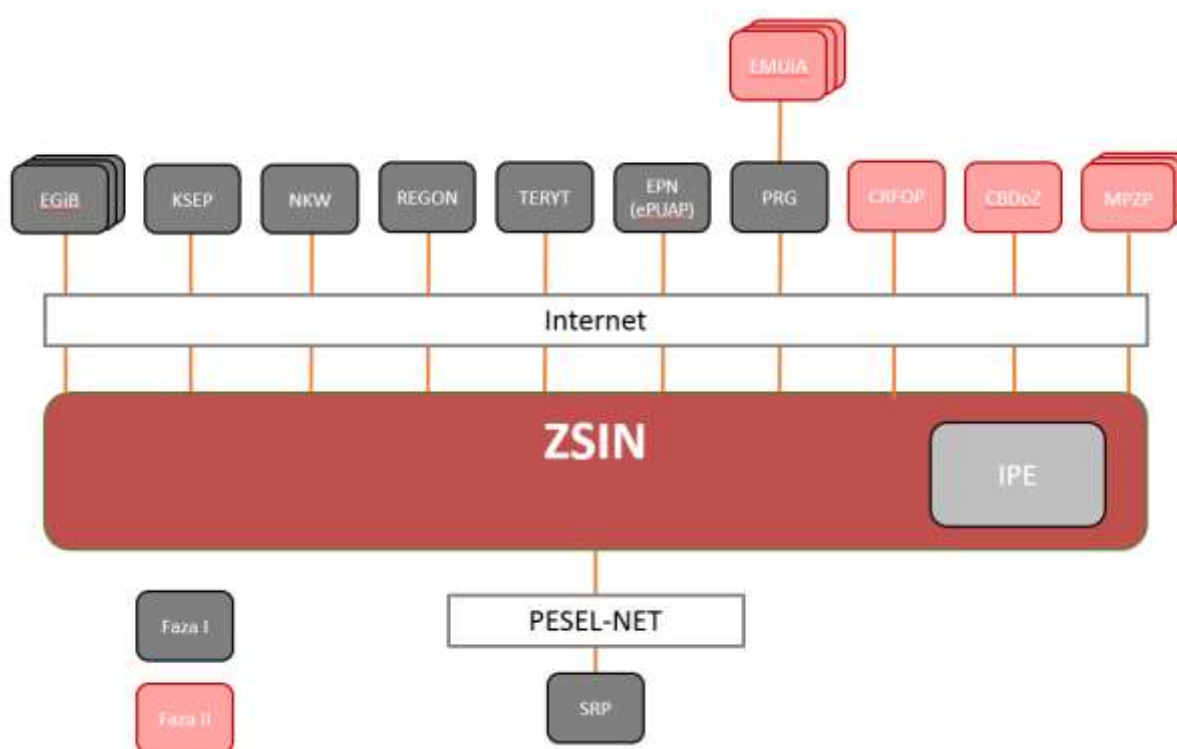 EMUiA
EGiB
KSEP
NKW
REGON
TERYT
EPN
(ePUAP)
PRG
CRFOP
CBDoZ
MPZP
Internet
ZSIN
IPE
PESEL-NET
Faza I
SRP
Faza II